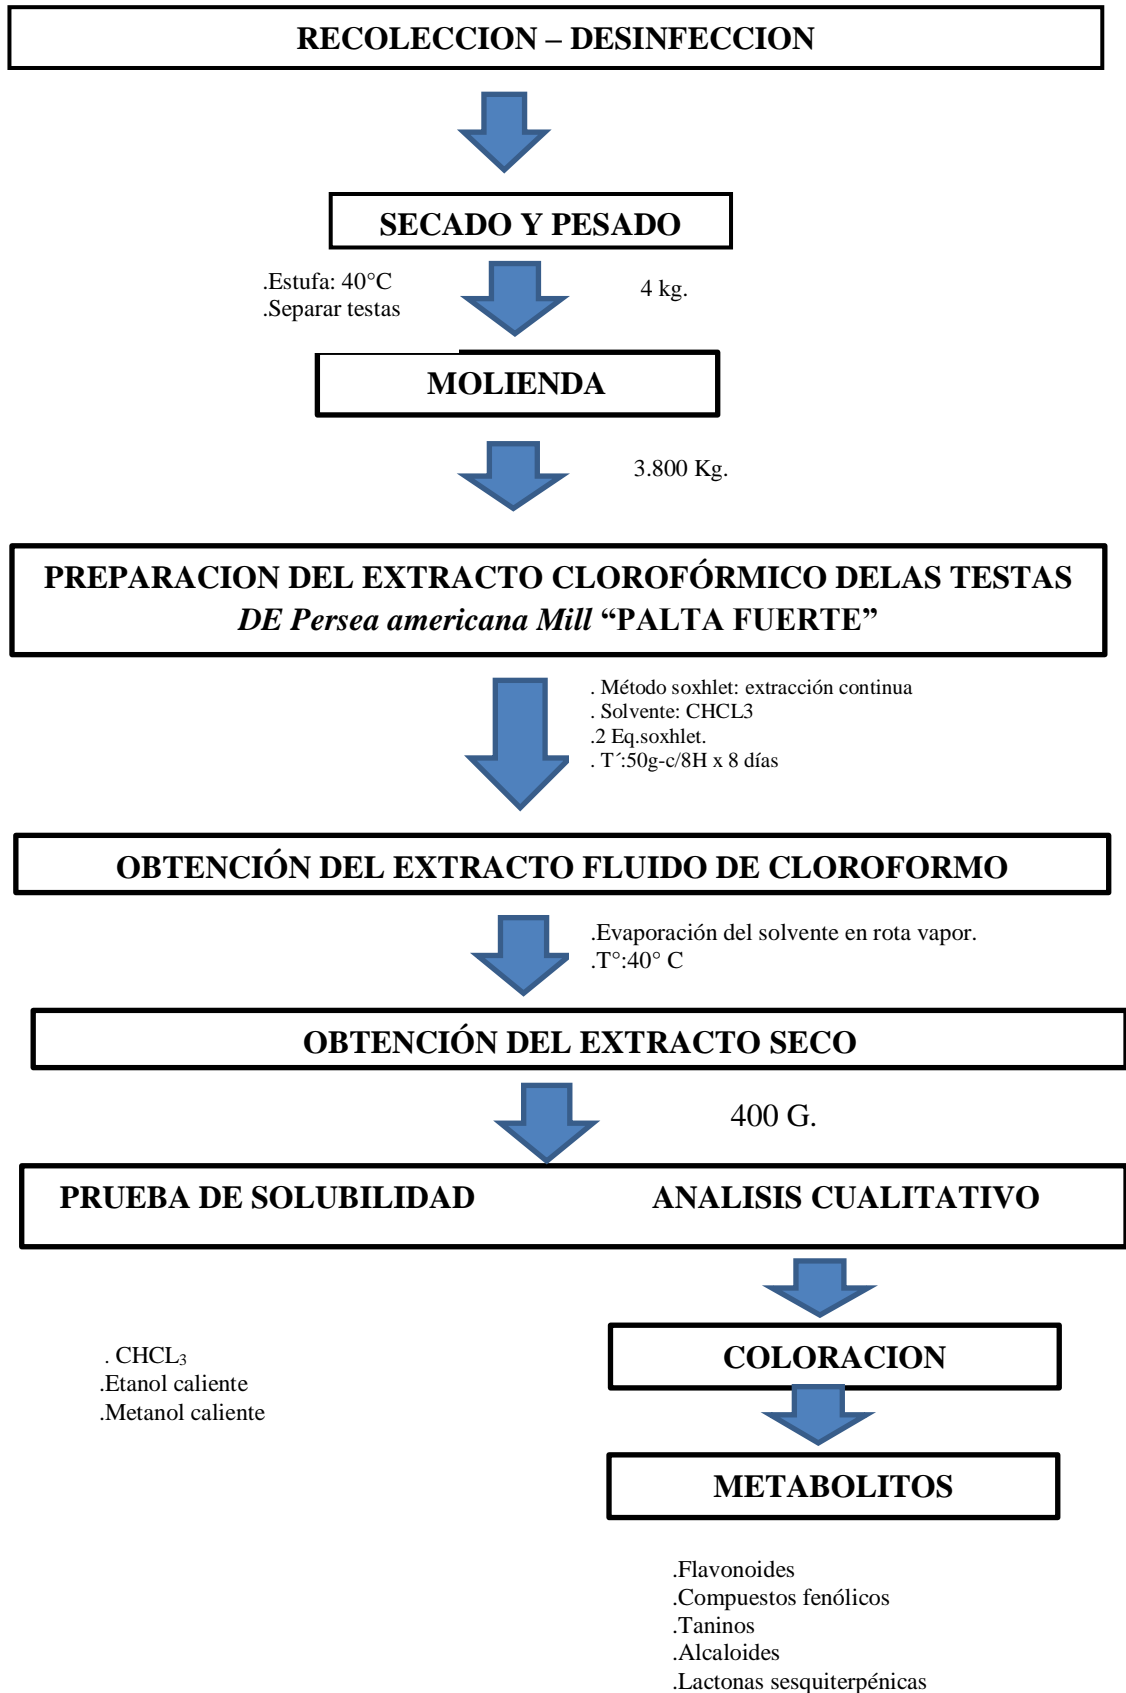 RECOLECCION – DESINFECCION
SECADO Y PESADO
.Estufa: 40°C
.Separar testas
4 kg.
MOLIENDA
3.800 Kg.
PREPARACION DEL EXTRACTO CLOROFÓRMICO DELAS TESTAS
DE Persea americana Mill “PALTA FUERTE”
. Método soxhlet: extracción continua
. Solvente: CHCL3
.2 Eq.soxhlet.
. T´:50g-c/8H x 8 días
OBTENCIÓN DEL EXTRACTO FLUIDO DE CLOROFORMO
.Evaporación del solvente en rota vapor.
.T°:40° C
OBTENCIÓN DEL EXTRACTO SECO
400 G.
PRUEBA DE SOLUBILIDAD
ANALISIS CUALITATIVO
. CHCL₃
.Etanol caliente
.Metanol caliente
COLORACION
METABOLITOS
.Flavonoides
.Compuestos fenólicos
.Taninos
.Alcaloides
.Lactonas sesquiterpénicas